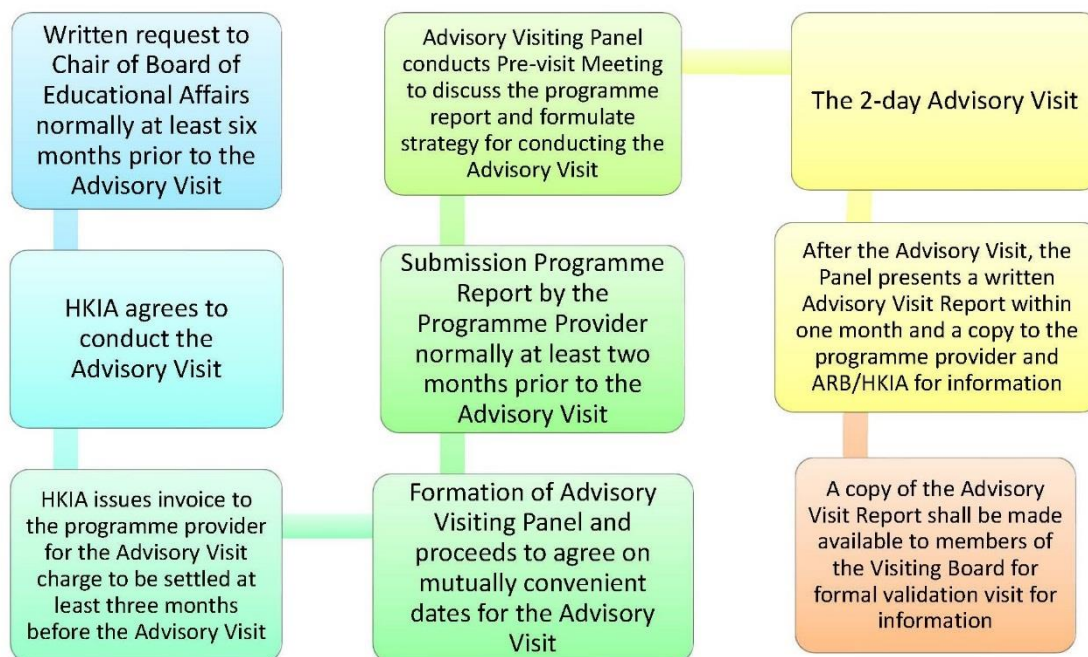 Written request to
Chair of Board of
Educational Affairs
normally at least six
months prior to the
Advisory Visit
HKIA agrees to
conduct the
Advisory Visit
HKIA issues invoice to
the programme provider
for the Advisory Visit
charge to be settled at
least three months
before the Advisory Visit
Formation of Advisory
Visiting Panel and
proceeds to agree on
mutually convenient
dates for the Advisory
Visit
Submission Programme
Report by the
Programme Provider
normally at least two
months prior to the
Advisory Visit
Advisory Visiting Panel
conducts Pre-visit Meeting
to discuss the programme
report and formulate
strategy for conducting the
Advisory Visit
The 2-day Advisory Visit
After the Advisory Visit, the
Panel presents a written
Advisory Visit Report within
one month and a copy to the
programme provider and
ARB/HKIA for information
A copy of the Advisory
Visit Report shall be made
available to members of
the Visiting Board for
formal validation visit for
information